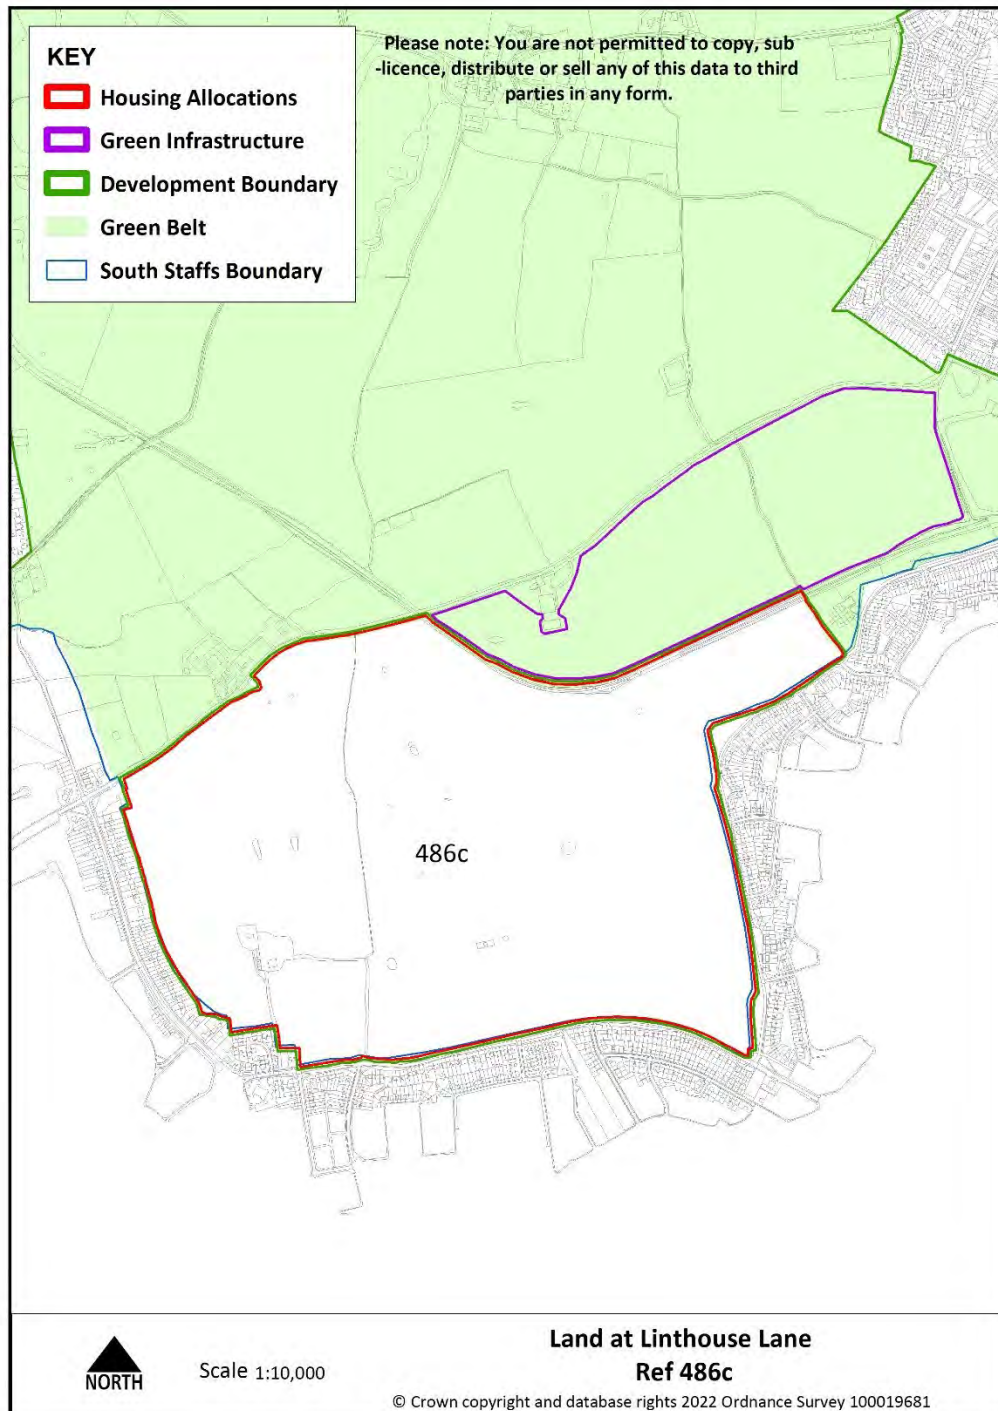 Please note: You are not permitted to copy, sub
-licence, distribute or sell any of this data to third
parties in any form.
KEY
Housing Allocations
Green Infrastructure
Development Boundary
Green Belt
South Staffs Boundary
486c
NORTH
Scale 1:10,000
Land at Linthouse Lane
Ref 486c
© Crown copyright and database rights 2022 Ordnance Survey 100019681